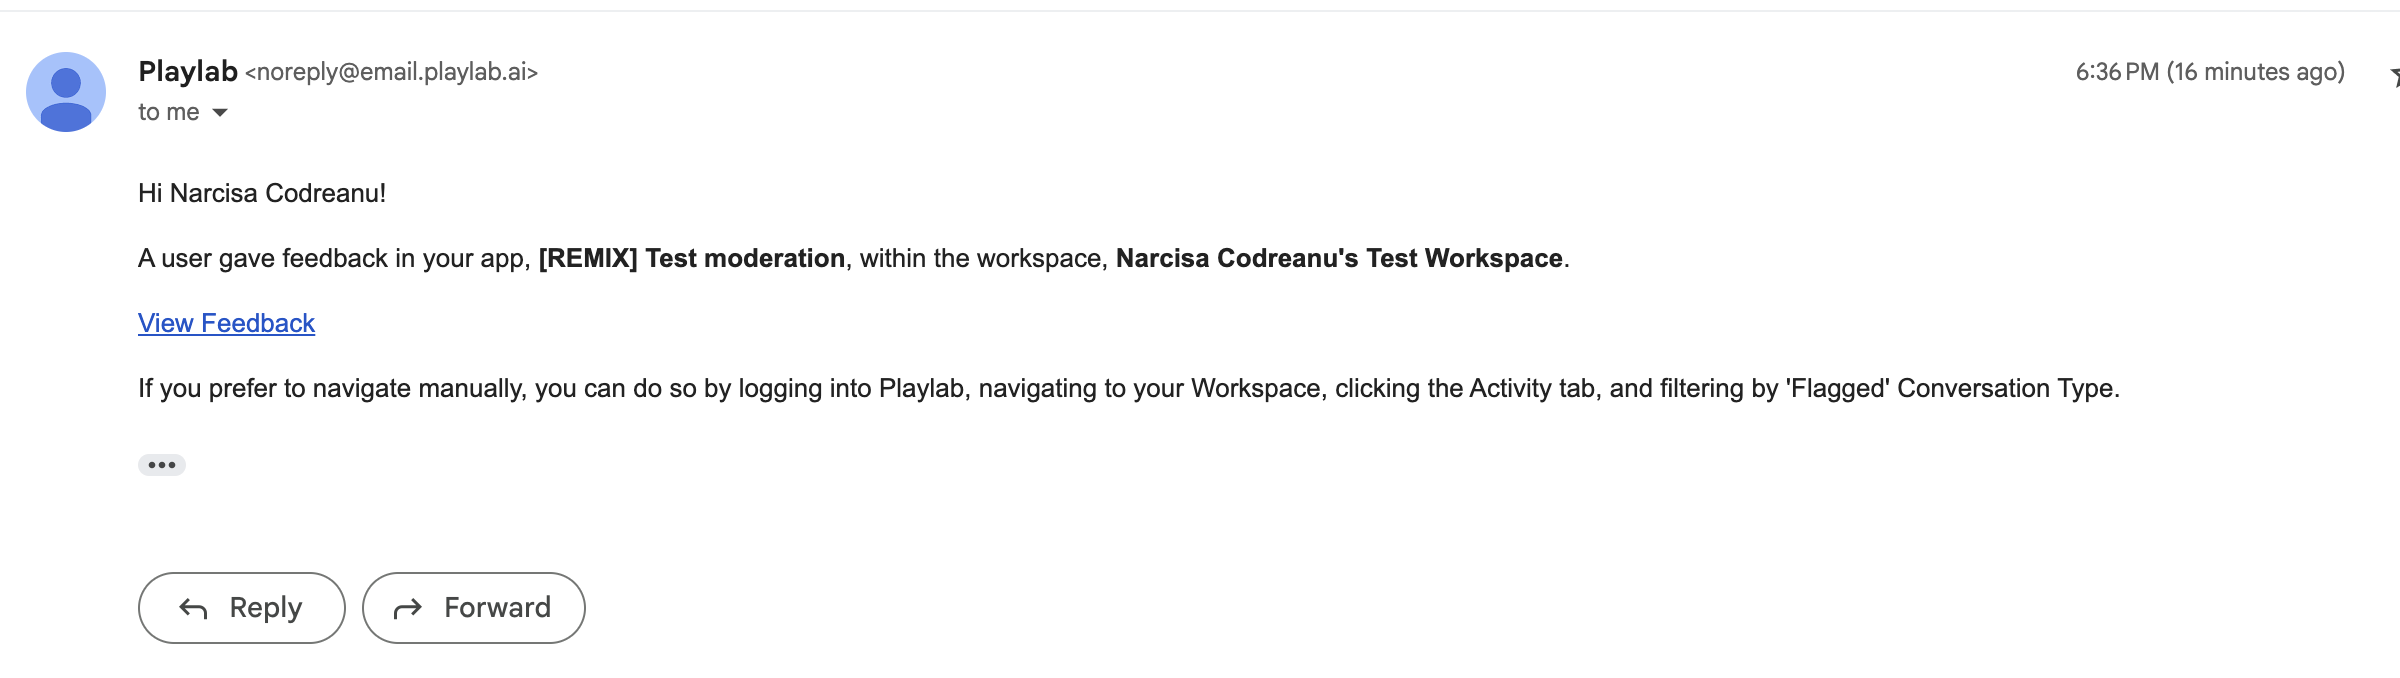 Playlab <noreply@email.playlab.ai> 6:36 PM (16 minutes ago)
to me
Hi Narcisa Codreanu!
A user gave feedback in your app, [REMIX] Test moderation, within the workspace, Narcisa Codreanu's Test Workspace.
View Feedback
If you prefer to navigate manually, you can do so by logging into Playlab, navigating to your Workspace, clicking the Activity tab, and filtering by 'Flagged' Conversation Type.
Reply Forward